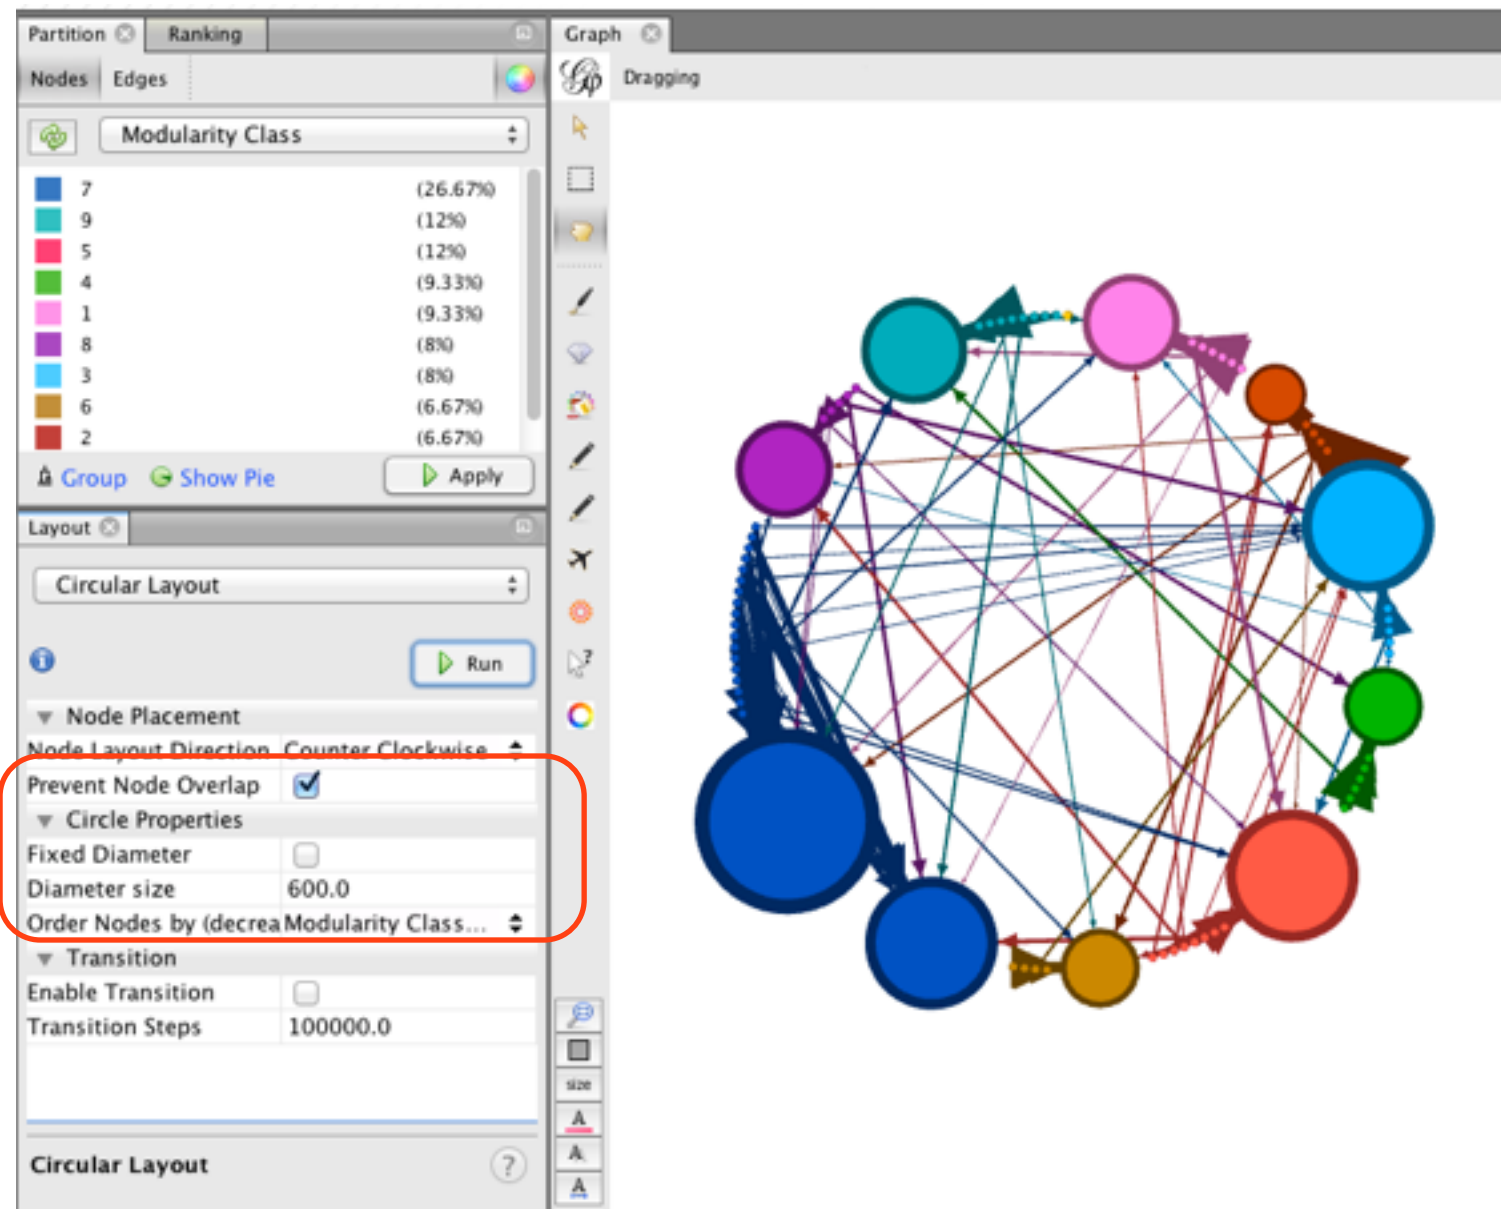 Partition Ranking
Graph
Nodes Edges
Dragging
Modularity Class
7 (26.67%)
9 (12%)
5 (12%)
4 (9.33%)
1 (9.33%)
8 (8%)
3 (8%)
6 (6.67%)
2 (6.67%)
Group Show Pie Apply
Layout
Circular Layout
Run
Node Placement
Node Layout Direction Counter Clockwise
Prevent Node Overlap
Circle Properties
Fixed Diameter
Diameter size 600.0
Order Nodes by (decrea Modularity Class...
Transition
Enable Transition
Transition Steps 100000.0
size
A
A
A
Circular Layout ?